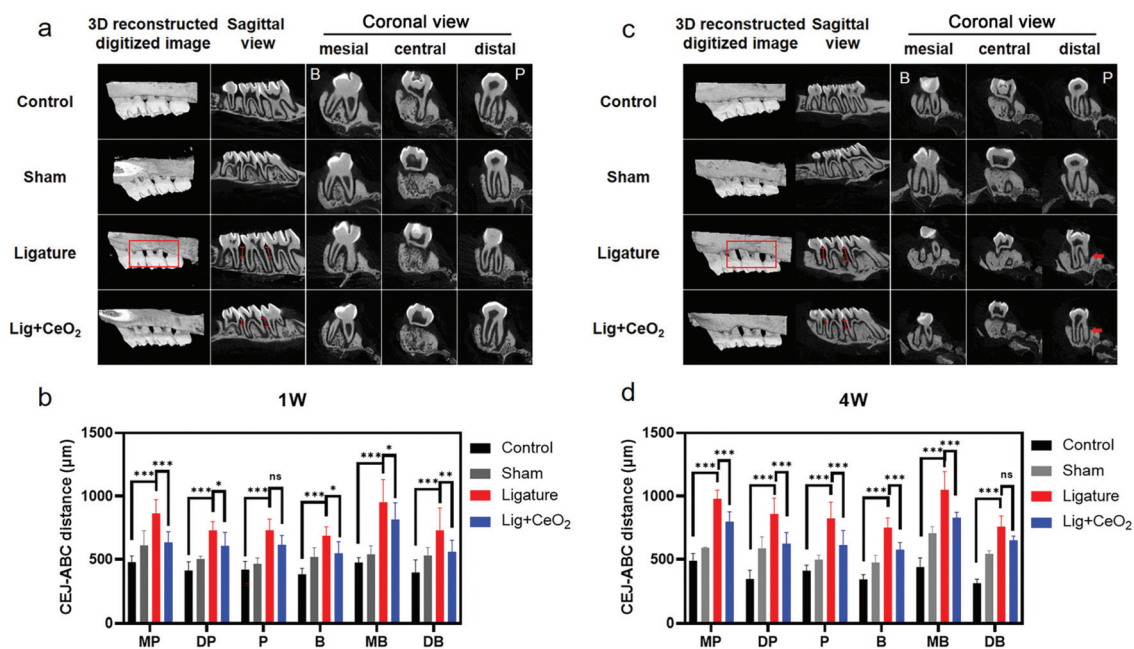 a
3D reconstructed digitized image
Sagittal view
Coronal view
mesial central distal
B P
Control
Sham
Ligature
Lig+CeO₂
b
1W
CEJ-ABC distance (μm)
1500
1000
500
0
*** ***
*** *
*** ns
*** *
*** *
*** **
MP DP P B MB DB
Control
Sham
Ligature
Lig+CeO₂
c
3D reconstructed digitized image
Sagittal view
Coronal view
mesial central distal
B P
Control
Sham
Ligature
Lig+CeO₂
d
4W
CEJ-ABC distance (μm)
1500
1000
500
0
*** ***
*** ***
*** ***
*** ***
*** ***
*** ns
MP DP P B MB DB
Control
Sham
Ligature
Lig+CeO₂